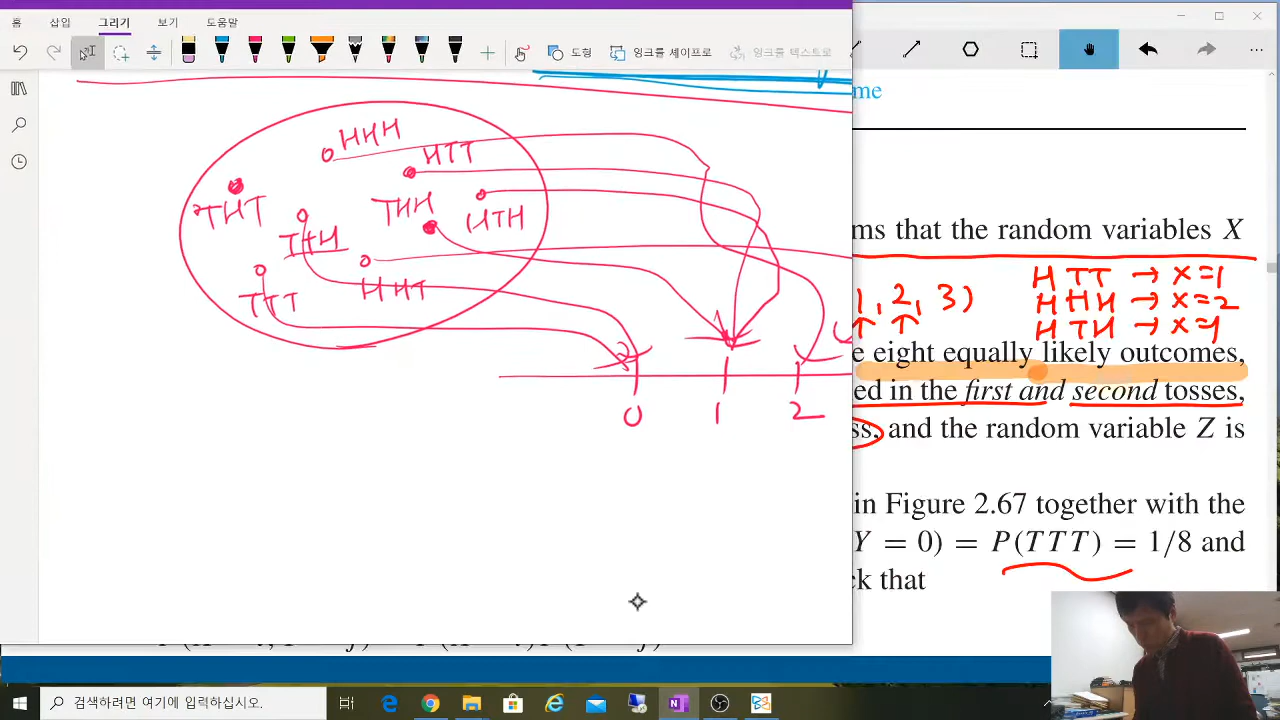 홈 삽입 그리기 보기 도움말
도형 잉크를 셰이프로 잉크를 텍스트로
me
HHH
HTT
THT
THH
HTH
TTH
TTT
HHT
0 1 2
ms that the random variables X
1, 2, 3)
HTT → x=1
HHH → x=2
HTH → x=1
e eight equally likely outcomes,
ed in the first and second tosses,
ss, and the random variable Z is
in Figure 2.67 together with the
Y = 0) = P(TTT) = 1/8 and
ck that
검색하려면 여기에 입력하십시오.